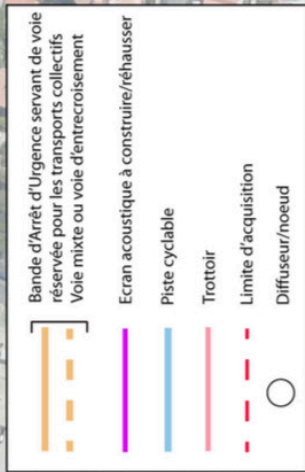 Bande d'Arrêt d'Urgence servant de voie
réservée pour les transports collectifs
Voie mixte ou voie d'entrecroisement
Ecran acoustique à construire/réhausser
Piste cyclable
Trottoir
Limite d'acquisition
Diffuseur/noeud